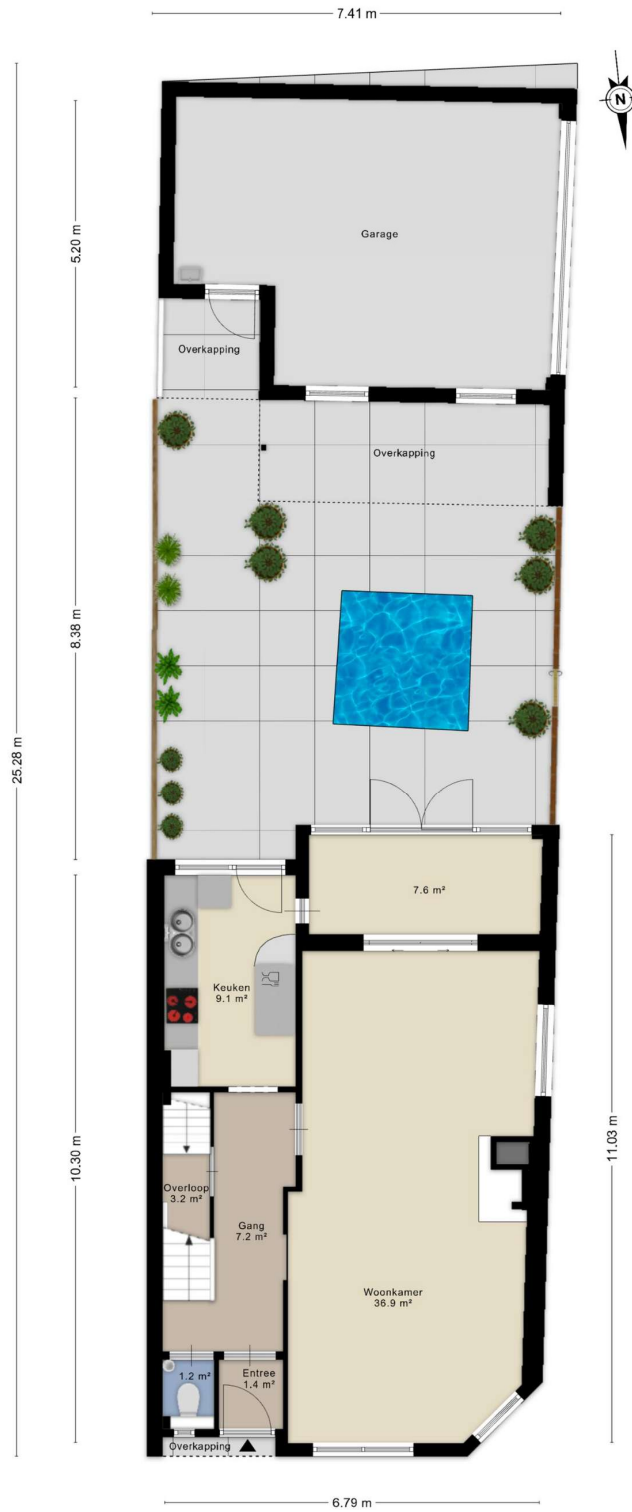 7.41 m
N
5.20 m
Garage
Overkapping
Overkapping
8.38 m
25.28 m
7.6 m²
Keuken
9.1 m²
10.30 m
11.03 m
Overloop
3.2 m²
Gang
7.2 m²
Woonkamer
36.9 m²
1.2 m²
Entree
1.4 m²
Overkapping
6.79 m